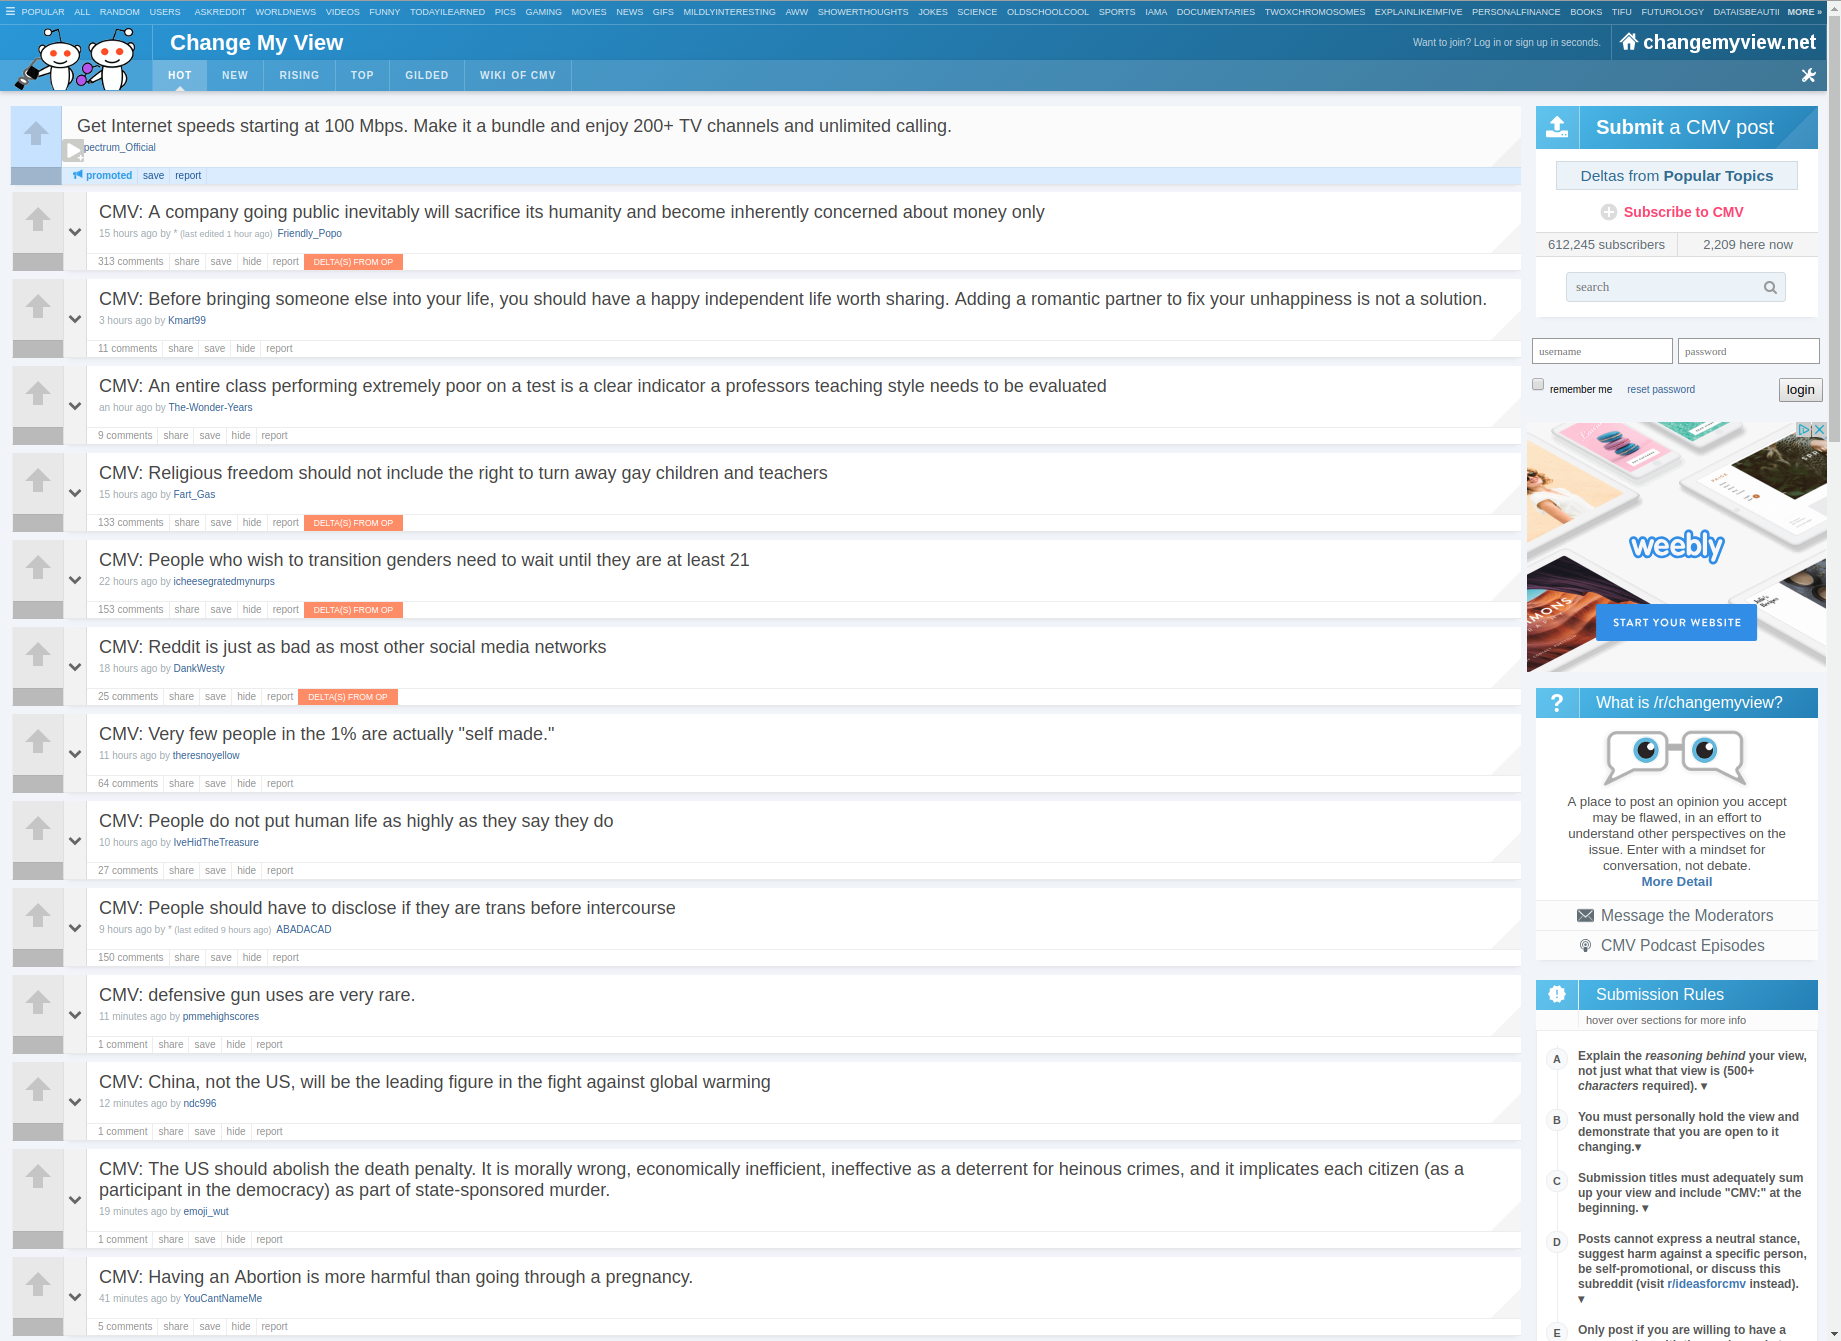 POPULAR ALL RANDOM USERS ASKREDDIT WORLDNEWS VIDEOS FUNNY TODAYILEARNED PICS GAMING MOVIES NEWS GIFS MILDLYINTERESTING AWW SHOWERTHOUGHTS JOKES SCIENCE OLDSCHOOLCOOL SPORTS IAMA DOCUMENTARIES TWOXCHROMOSOMES EXPLAINLIKEIMFIVE PERSONALFINANCE BOOKS TIFU FUTUROLOGY DATAISBEAUTI MORE »
Change My View
Want to join? Log in or sign up in seconds.
changemyview.net
HOT NEW RISING TOP GILDED WIKI OF CMV
Get Internet speeds starting at 100 Mbps. Make it a bundle and enjoy 200+ TV channels and unlimited calling.
pectrum_Official
promoted save report
CMV: A company going public inevitably will sacrifice its humanity and become inherently concerned about money only
15 hours ago by * (last edited 1 hour ago) Friendly_Popo
313 comments share save hide report DELTA(S) FROM OP
CMV: Before bringing someone else into your life, you should have a happy independent life worth sharing. Adding a romantic partner to fix your unhappiness is not a solution.
3 hours ago by Kmart99
11 comments share save hide report
CMV: An entire class performing extremely poor on a test is a clear indicator a professors teaching style needs to be evaluated
an hour ago by The-Wonder-Years
9 comments share save hide report
CMV: Religious freedom should not include the right to turn away gay children and teachers
15 hours ago by Fart_Gas
133 comments share save hide report DELTA(S) FROM OP
CMV: People who wish to transition genders need to wait until they are at least 21
22 hours ago by icheesegratedmynurps
153 comments share save hide report DELTA(S) FROM OP
CMV: Reddit is just as bad as most other social media networks
18 hours ago by DankWesty
25 comments share save hide report DELTA(S) FROM OP
CMV: Very few people in the 1% are actually "self made."
11 hours ago by theresnoyellow
64 comments share save hide report
CMV: People do not put human life as highly as they say they do
10 hours ago by IveHidTheTreasure
27 comments share save hide report
CMV: People should have to disclose if they are trans before intercourse
9 hours ago by * (last edited 9 hours ago) ABADACAD
150 comments share save hide report
CMV: defensive gun uses are very rare.
11 minutes ago by pmmehighscores
1 comment share save hide report
CMV: China, not the US, will be the leading figure in the fight against global warming
12 minutes ago by ndc996
1 comment share save hide report
CMV: The US should abolish the death penalty. It is morally wrong, economically inefficient, ineffective as a deterrent for heinous crimes, and it implicates each citizen (as a
participant in the democracy) as part of state-sponsored murder.
19 minutes ago by emoji_wut
1 comment share save hide report
CMV: Having an Abortion is more harmful than going through a pregnancy.
41 minutes ago by YouCantNameMe
5 comments share save hide report
Submit a CMV post
Deltas from Popular Topics
Subscribe to CMV
612,245 subscribers 2,209 here now
search
username password
remember me reset password login
weebly
START YOUR WEBSITE
? What is /r/changemyview?
A place to post an opinion you accept
may be flawed, in an effort to
understand other perspectives on the
issue. Enter with a mindset for
conversation, not debate.
More Detail
Message the Moderators
CMV Podcast Episodes
Submission Rules
hover over sections for more info
A Explain the reasoning behind your view,
not just what that view is (500+
characters required). ▾
B You must personally hold the view and
demonstrate that you are open to it
changing.▾
C Submission titles must adequately sum
up your view and include "CMV:" at the
beginning. ▾
D Posts cannot express a neutral stance,
suggest harm against a specific person,
be self-promotional, or discuss this
subreddit (visit r/ideasforcmv instead).
▾
E Only post if you are willing to have a